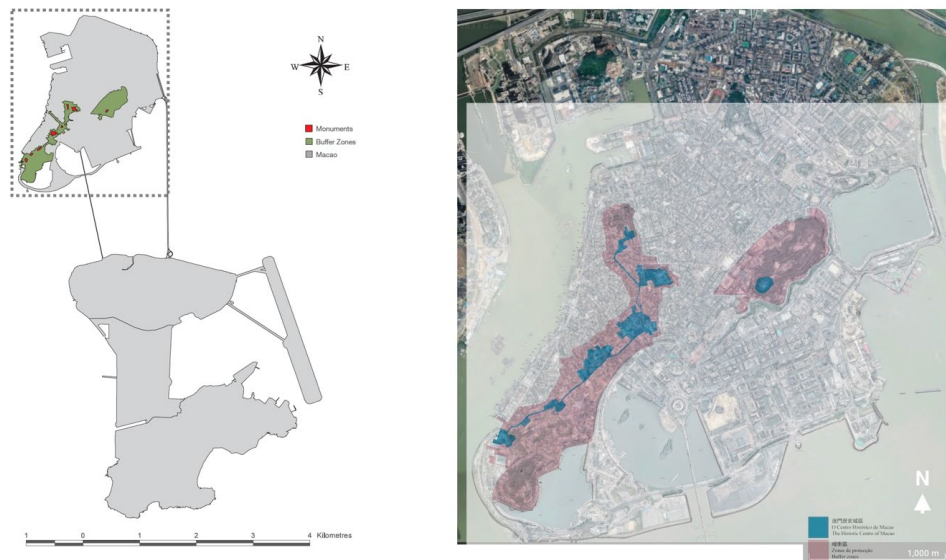 N
W E
S
Monuments
Buffer Zones
Macao
1 0 1 2 3 4 Kilometres
N
澳門歷史城區
O Centro Histórico de Macau
The Historic Centre of Macao
緩衝區
Zonas de protecção
Buffer zones
1,000 m